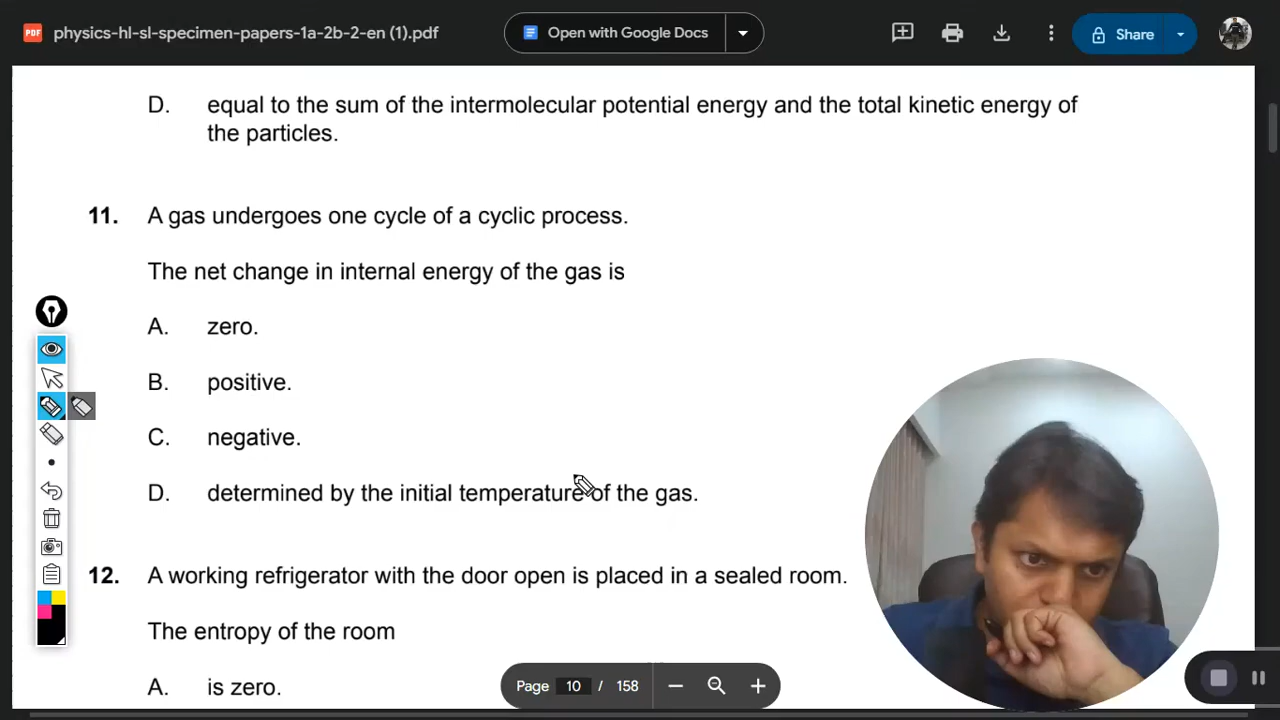 PDF
physics-hl-sl-specimen-papers-1a-2b-2-en (1).pdf
Open with Google Docs
Share
D. equal to the sum of the intermolecular potential energy and the total kinetic energy of
the particles.
11. A gas undergoes one cycle of a cyclic process.
The net change in internal energy of the gas is
A. zero.
B. positive.
C. negative.
D. determined by the initial temperature of the gas.
12. A working refrigerator with the door open is placed in a sealed room.
The entropy of the room
A. is zero.
Page 10 / 158